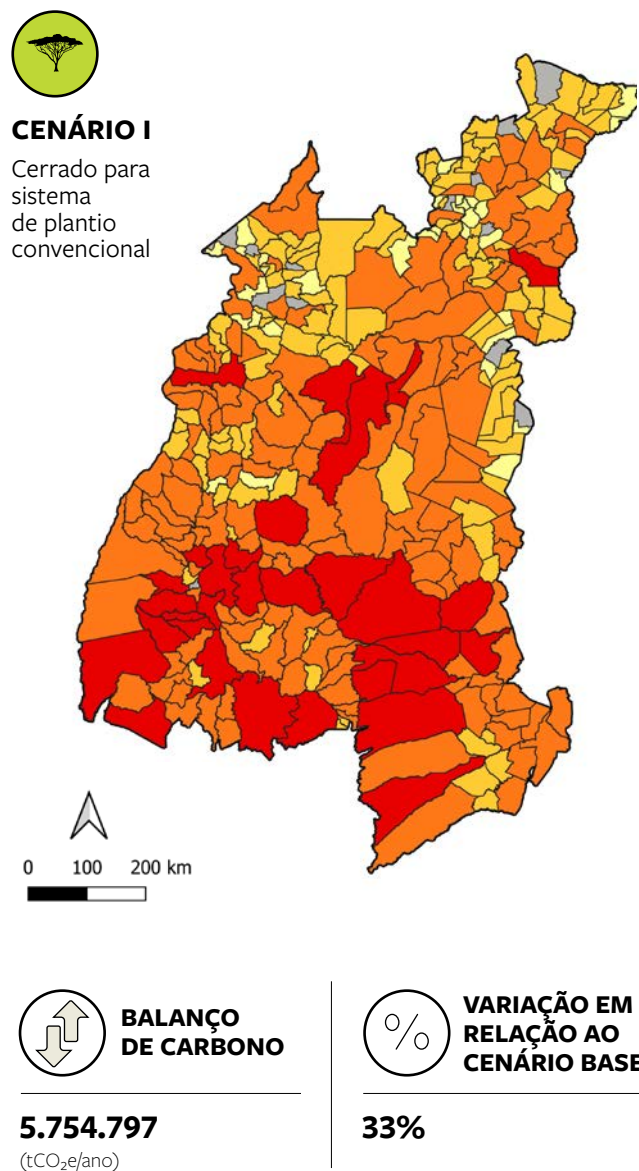 CENÁRIO I
Cerrado para
sistema
de plantio
convencional
0 100 200 km
BALANÇO
DE CARBONO
5.754.797
(tCO₂e/ano)
%
VARIAÇÃO EM
RELAÇÃO AO
CENÁRIO BASE
33%